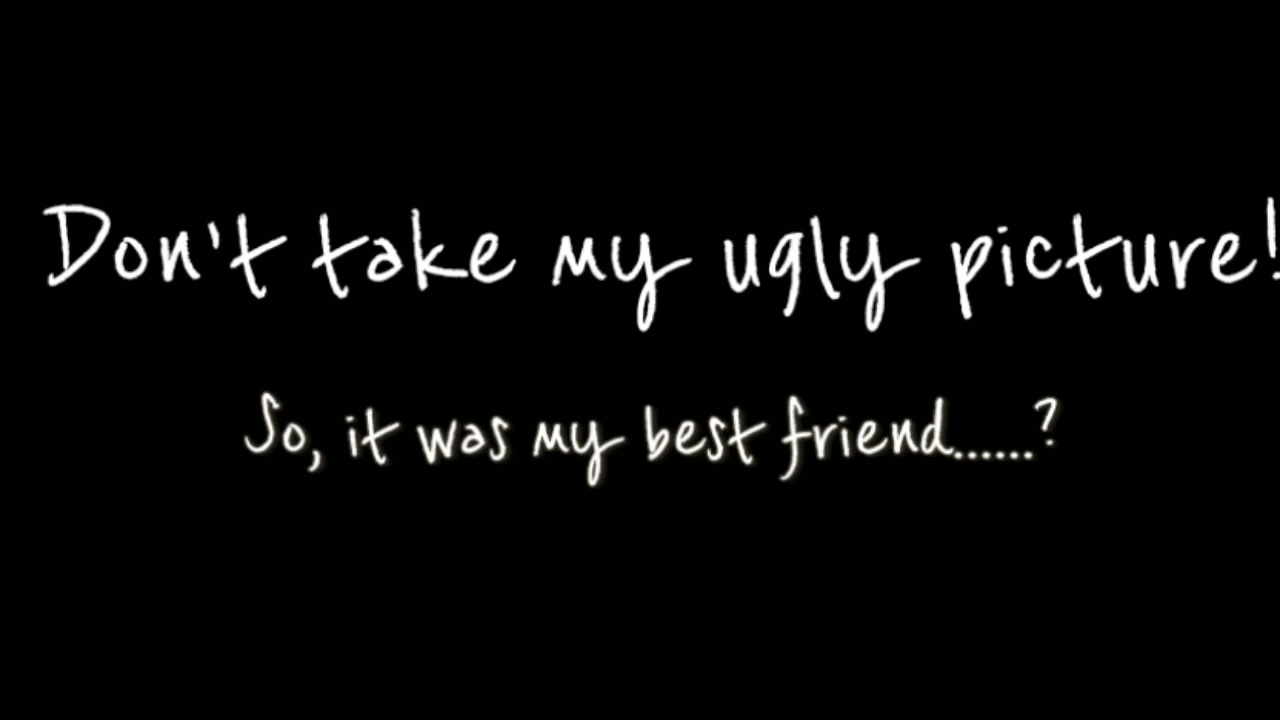 Don't take my ugly picture!
So, it was my best friend......?